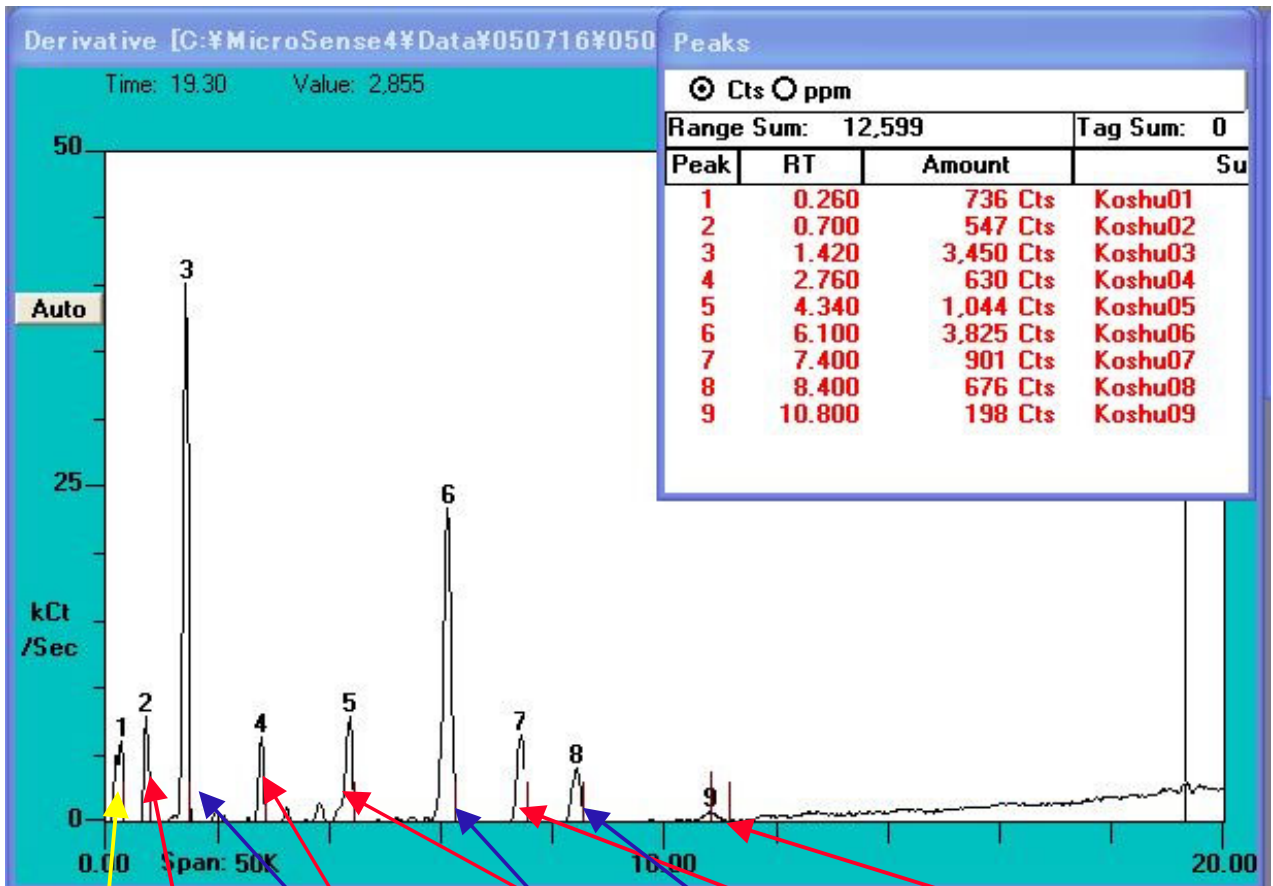 Derivative [C:¥MicroSense4¥Data¥050716¥050
Time: 19.30 Value: 2,855
Peaks
Cts ppm
Range Sum: 12,599 Tag Sum: 0
Peak RT Amount Su
1 0.260 736 Cts Koshu01
2 0.700 547 Cts Koshu02
3 1.420 3,450 Cts Koshu03
4 2.760 630 Cts Koshu04
5 4.340 1,044 Cts Koshu05
6 6.100 3,825 Cts Koshu06
7 7.400 901 Cts Koshu07
8 8.400 676 Cts Koshu08
9 10.800 198 Cts Koshu09
50
3
Auto
25
6
kCt
/Sec
1 2 4 5 7 8 9
0
0.00 Span: 50K 10.00 20.00